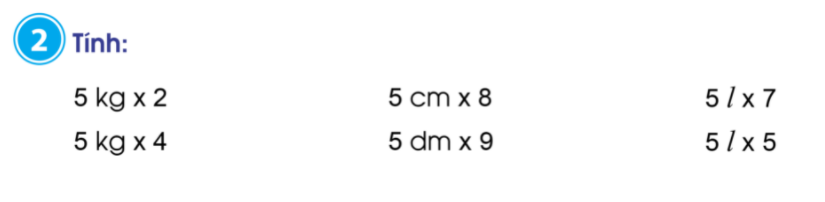 2 Tính:
5 kg x 2 5 cm x 8 5 l x 7
5 kg x 4 5 dm x 9 5 l x 5